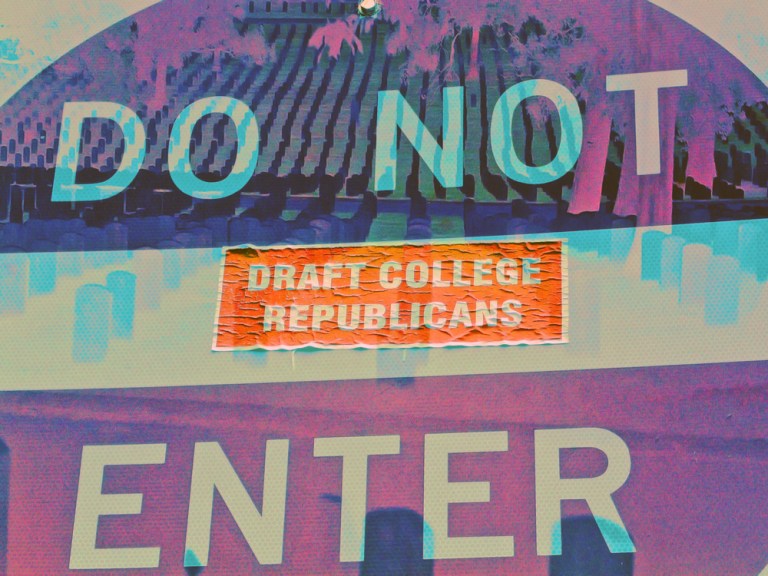 DO NOT
DRAFT COLLEGE
REPUBLICANS
ENTER